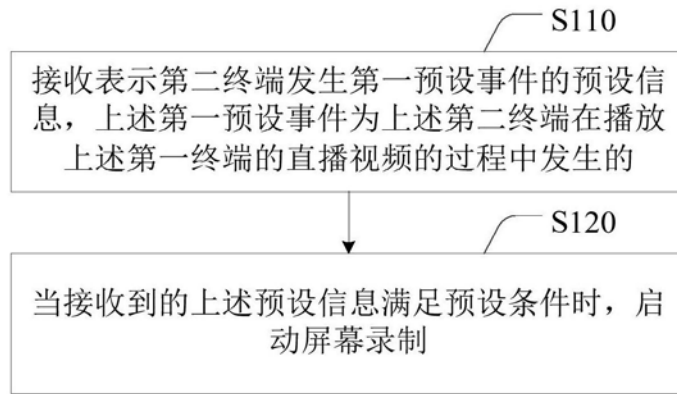 S110
接收表示第二终端发生第一预设事件的预设信
息，上述第一预设事件为上述第二终端在播放
上述第一终端的直播视频的过程中发生的
S120
当接收到的上述预设信息满足预设条件时，启
动屏幕录制